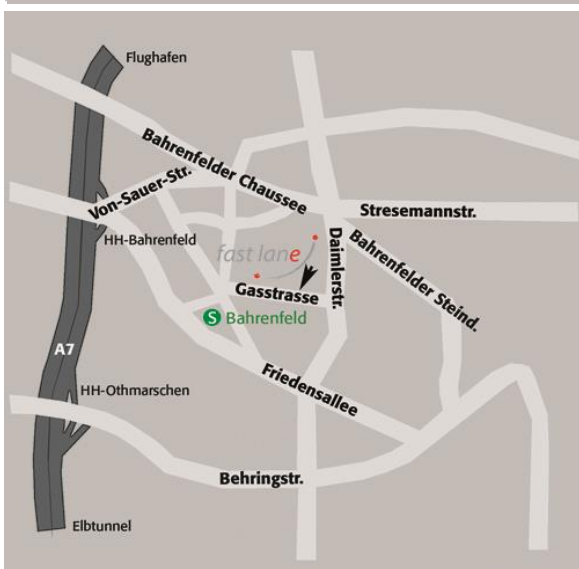 Flughafen
Bahrenfelder Chaussee
Von-Sauer-Str.
Stresemannstr.
HH-Bahrenfeld
fast lane
Daimlerstr.
Bahrenfelder Steind.
Gasstrasse
S Bahrenfeld
A7
HH-Othmarschen
Friedensallee
Behringstr.
Elbtunnel